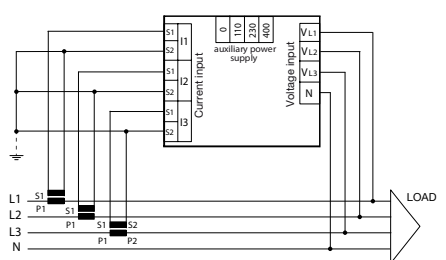 S1
I1
S2
S1
I2
S2
S1
I3
S2
Current input
0
110
230
400
auxiliary power
supply
Voltage input
VL1
VL2
VL3
N
L1
S1
P1
L2
S1
P1
L3
S1
S2
P1
P2
N
LOAD